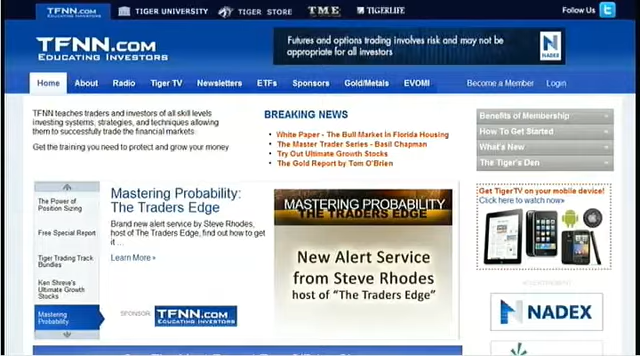 TFNN.COM TIGER UNIVERSITY TIGER STORE TME TIGERLIFE Follow Us
TFNN.COM
EDUCATING INVESTORS
Futures and options trading involves risk and may not be
appropriate for all investors
NADEX
Home About Radio Tiger TV Newsletters ETFs Sponsors Gold/Metals EVOMI Become a Member Login
TFNN teaches traders and investors of all skill levels
investing systems, strategies, and techniques allowing
them to successfully trade the financial markets.
Get the training you need to protect and grow your money
BREAKING NEWS
White Paper - The Bull Market in Florida Housing
The Master Trader Series - Basil Chapman
Try Out Ultimate Growth Stocks
The Gold Report by Tom O'Brien
Benefits of Membership
How To Get Started
What's New
The Tiger's Den
The Power of
Position Sizing
Free Special Report
Tiger Trading Track
Bundles
Ken Shreve's
Ultimate Growth
Stocks
Mastering
Probability
Mastering Probability:
The Traders Edge
Brand new alert service by Steve Rhodes,
host of The Traders Edge, find out how to get
it ...
Learn More »
SPONSOR:
TFNN.COM
EDUCATING INVESTORS
MASTERING PROBABILITY
THE TRADERS EDGE
New Alert Service
from Steve Rhodes
host of "The Traders Edge"
Get TigerTV on your mobile device!
Click here to watch now»
ADVERTISEMENT
NADEX